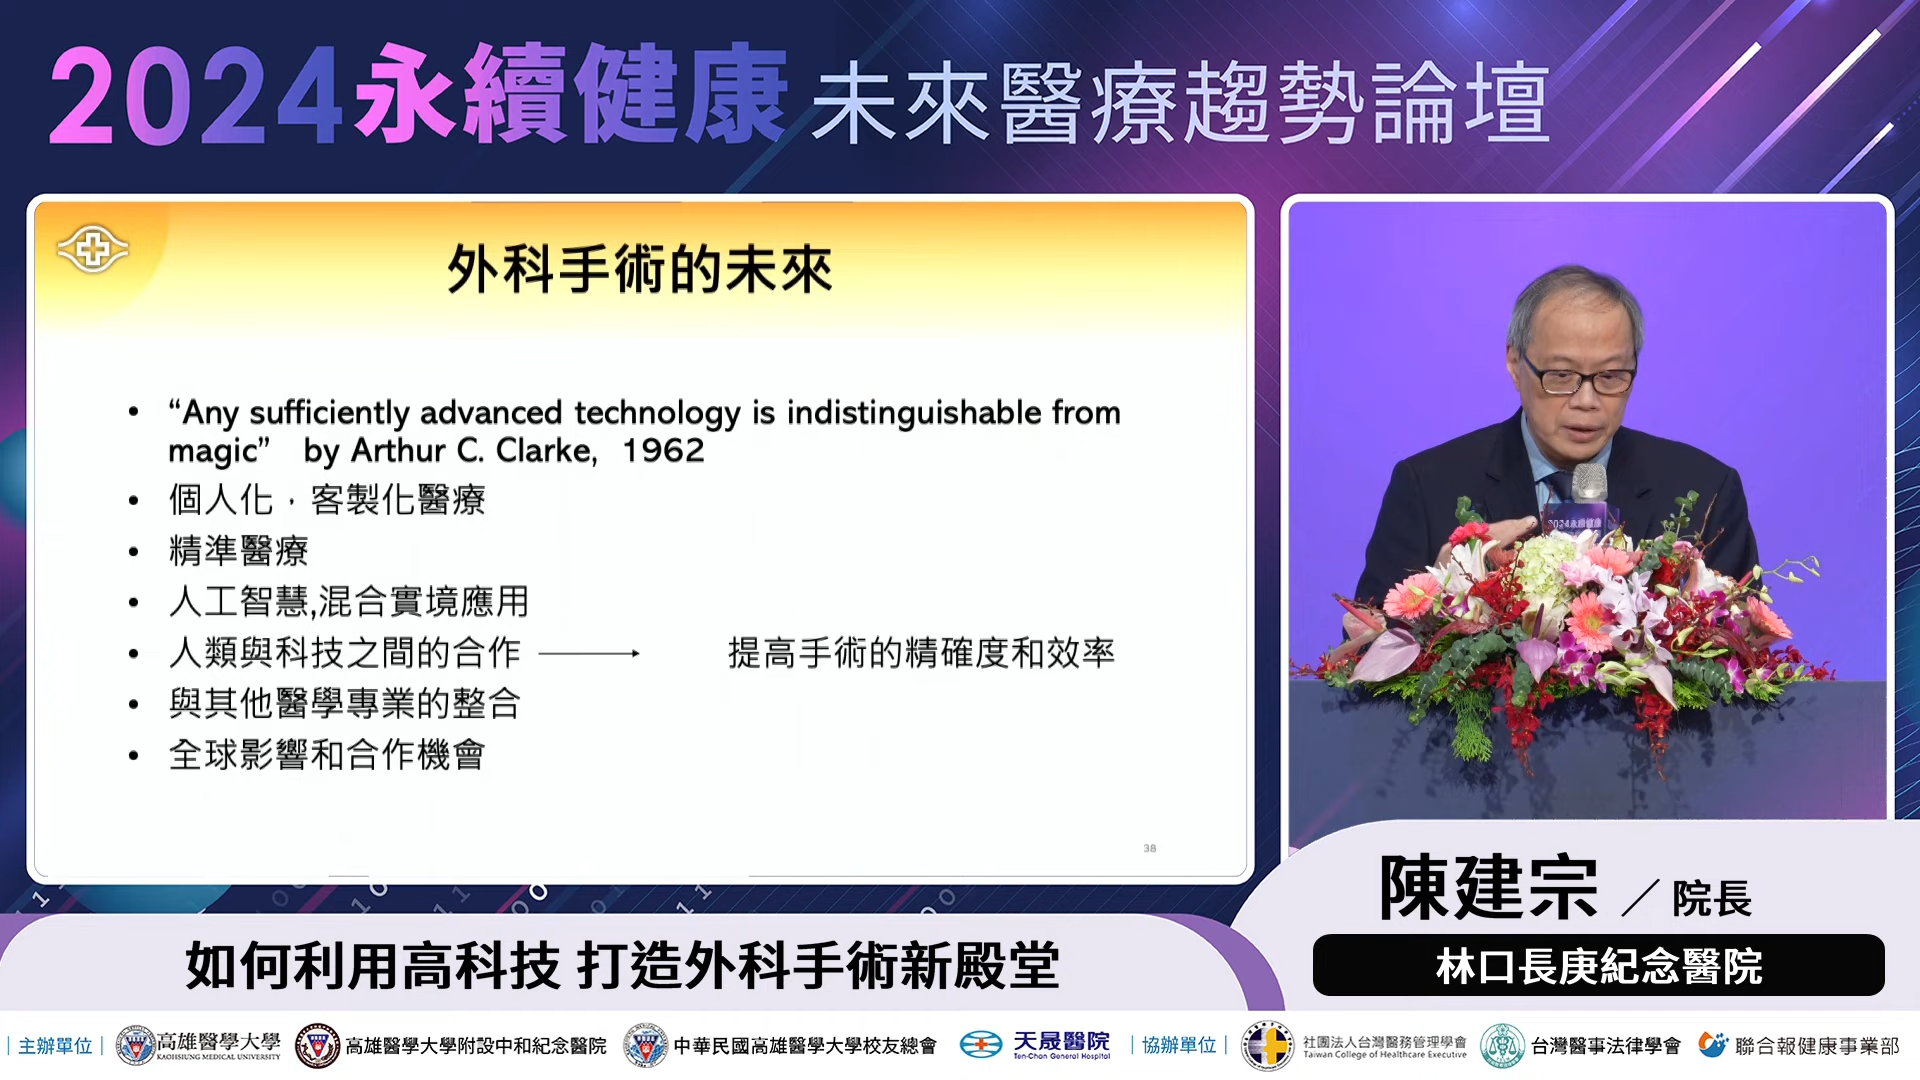 2024永續健康 未來醫療趨勢論壇
外科手術的未來
• “Any sufficiently advanced technology is indistinguishable from
magic” by Arthur C. Clarke, 1962
• 個人化，客製化醫療
• 精準醫療
• 人工智慧,混合實境應用
• 人類與科技之間的合作 → 提高手術的精確度和效率
• 與其他醫學專業的整合
• 全球影響和合作機會
38
2024永續健康
陳建宗 ／院長
林口長庚紀念醫院
如何利用高科技 打造外科手術新殿堂
| 主辦單位 | 高雄醫學大學 KAOHSIUNG MEDICAL UNIVERSITY 高雄醫學大學附設中和紀念醫院 中華民國高雄醫學大學校友總會 天晟醫院 Ten-Chan General Hospital | 協辦單位 | 社團法人台灣醫務管理學會 Taiwan College of Healthcare Executive 台灣醫事法律學會 聯合報健康事業部